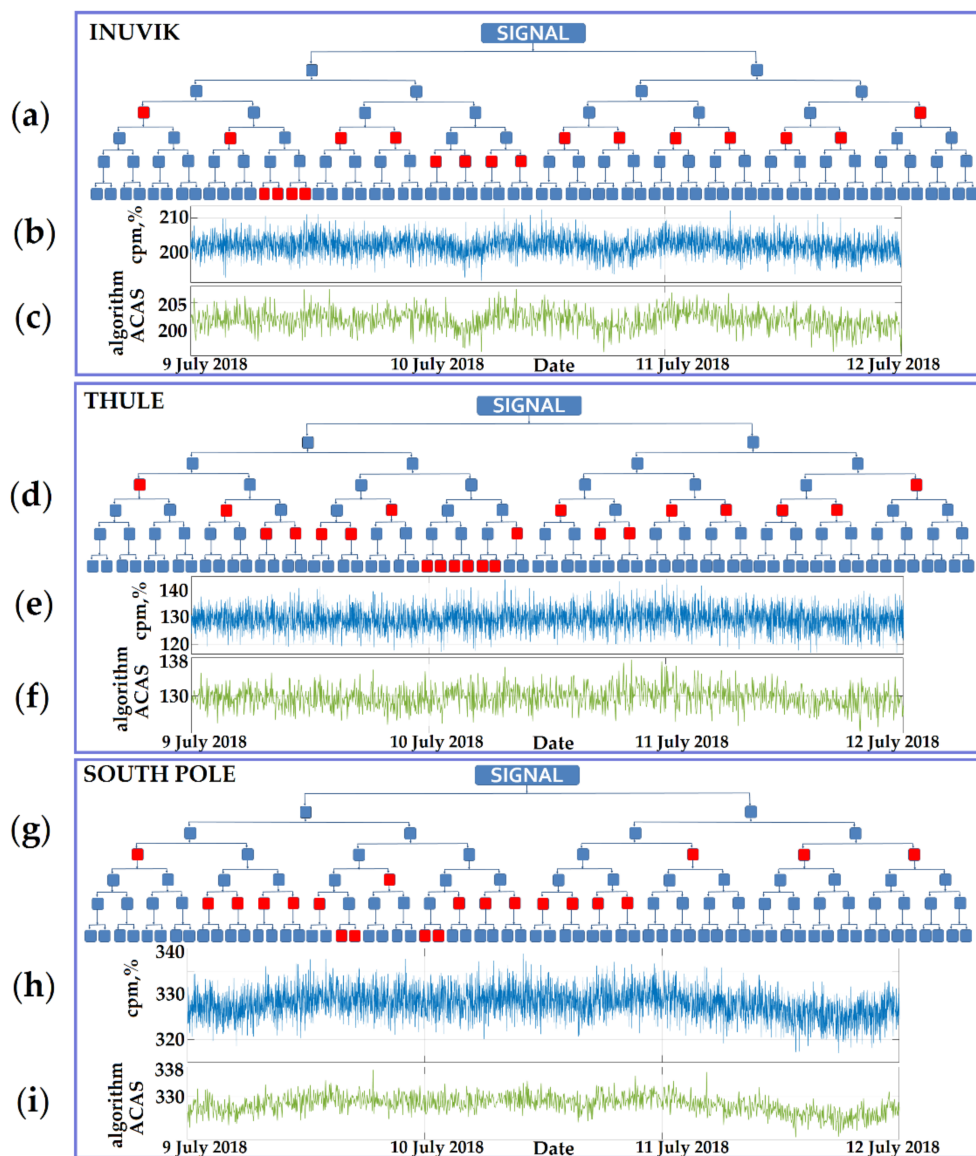 INUVIK
SIGNAL
(a)
(b)
cpm,%
210
200
(c)
algorithm
ACAS
205
200
9 July 2018 10 July 2018 Date 11 July 2018 12 July 2018
THULE
SIGNAL
(d)
(e)
cpm,%
140
130
120
(f)
algorithm
ACAS
138
130
9 July 2018 10 July 2018 Date 11 July 2018 12 July 2018
SOUTH POLE
SIGNAL
(g)
(h)
cpm,%
340
330
320
(i)
algorithm
ACAS
338
330
9 July 2018 10 July 2018 Date 11 July 2018 12 July 2018